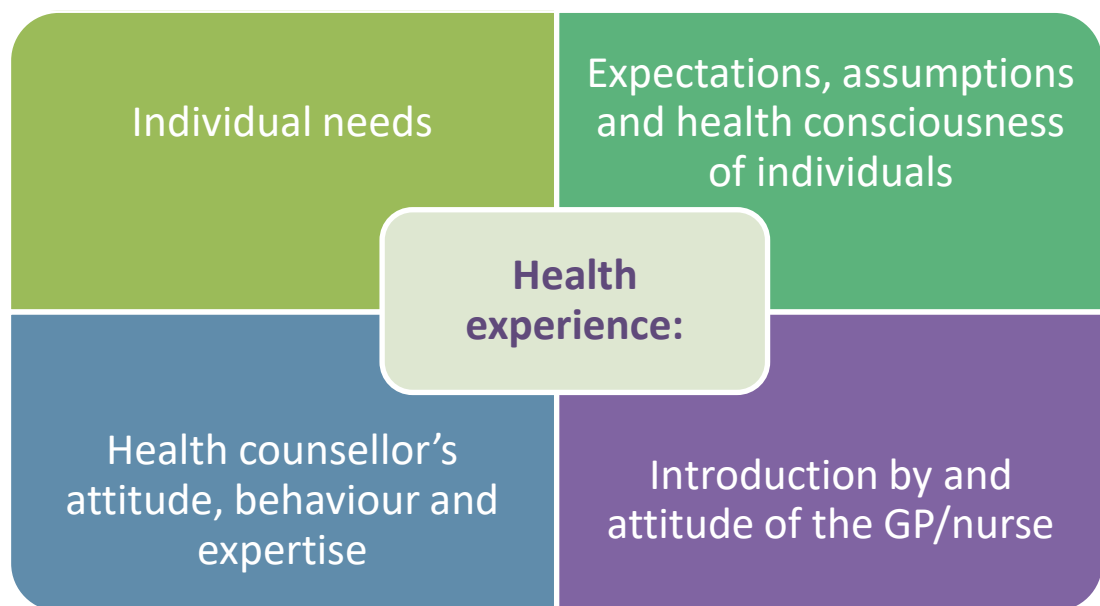 Individual needs
Expectations, assumptions
and health consciousness
of individuals
Health
experience:
Health counsellor’s
attitude, behaviour and
expertise
Introduction by and
attitude of the GP/nurse